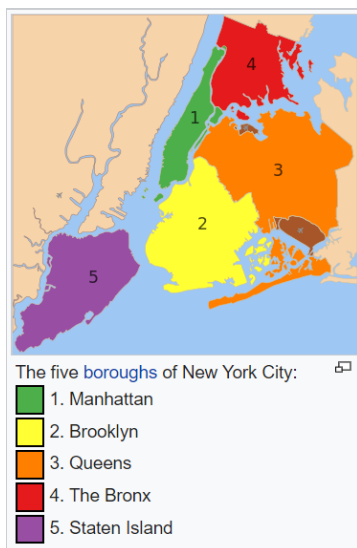 4
1
3
2
5
The five boroughs of New York City:
1. Manhattan
2. Brooklyn
3. Queens
4. The Bronx
5. Staten Island